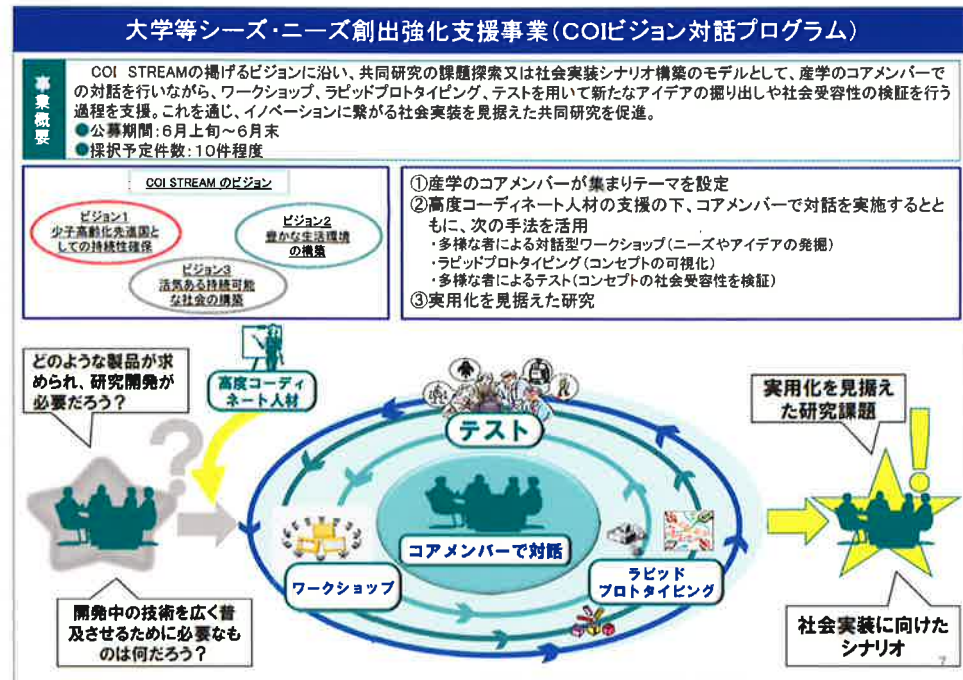 大学等シーズ・ニーズ創出強化支援事業(COIビジョン対話プログラム)
事業概要
COI STREAMの掲げるビジョンに沿い、共同研究の課題探索又は社会実装シナリオ構築のモデルとして、産学のコアメンバーで
の対話を行いながら、ワークショップ、ラピッドプロトタイピング、テストを用いて新たなアイデアの掘り出しや社会受容性の検証を行う
過程を支援。これを通じ、イノベーションに繋がる社会実装を見据えた共同研究を促進。
●公募期間:6月上旬～6月末
●採択予定件数:10件程度
COI STREAM のビジョン
ビジョン1
少子高齢化先進国と
しての持続性確保
ビジョン2
豊かな生活環境
の構築
ビジョン3
活気ある持続可能
な社会の構築
①産学のコアメンバーが集まりテーマを設定
②高度コーディネート人材の支援の下、コアメンバーで対話を実施するとと
もに、次の手法を活用
・多様な者による対話型ワークショップ(ニーズやアイデアの発掘)
・ラピッドプロトタイピング(コンセプトの可視化)
・多様な者によるテスト(コンセプトの社会受容性を検証)
③実用化を見据えた研究
どのような製品が求
められ、研究開発が
必要だろう？
高度コーディ
ネート人材
テスト
実用化を見据え
た研究課題
コアメンバーで対話
ワークショップ
ラピッド
プロトタイピング
開発中の技術を広く普
及させるために必要なも
のは何だろう？
社会実装に向けた
シナリオ
7